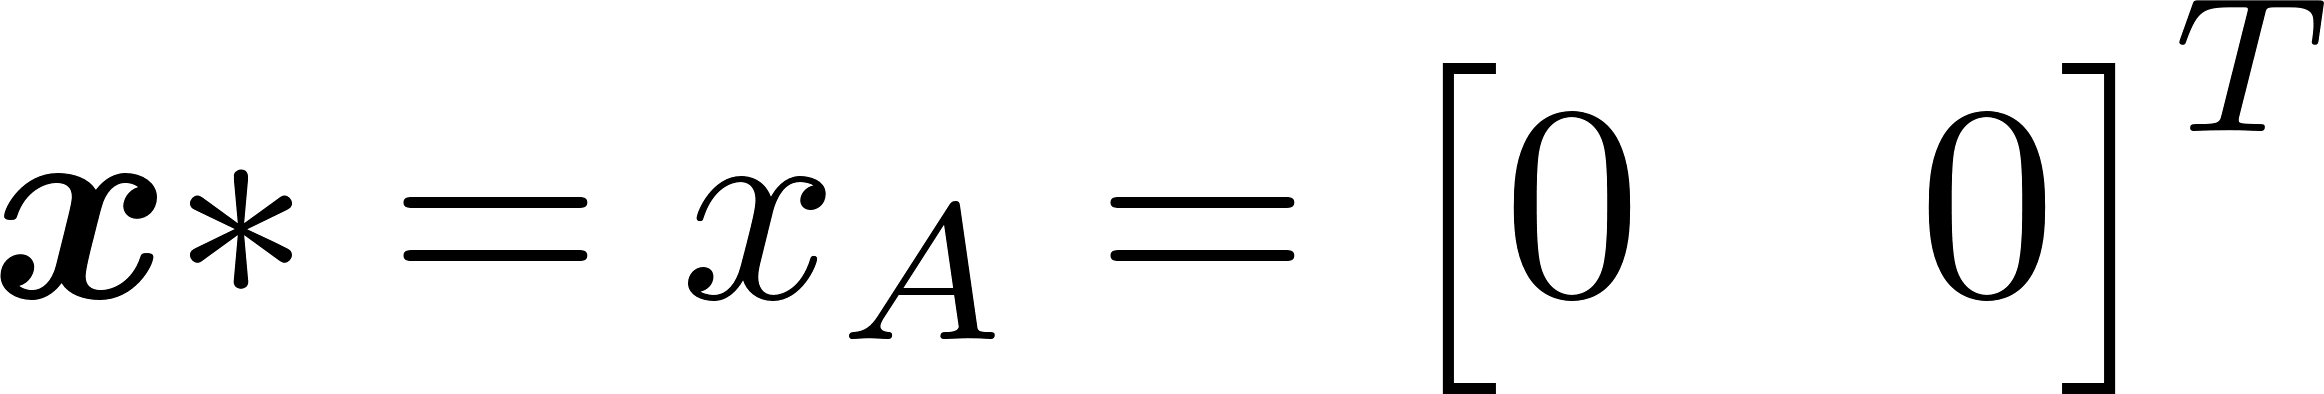 𝒙* = x_A = [0 0]^T